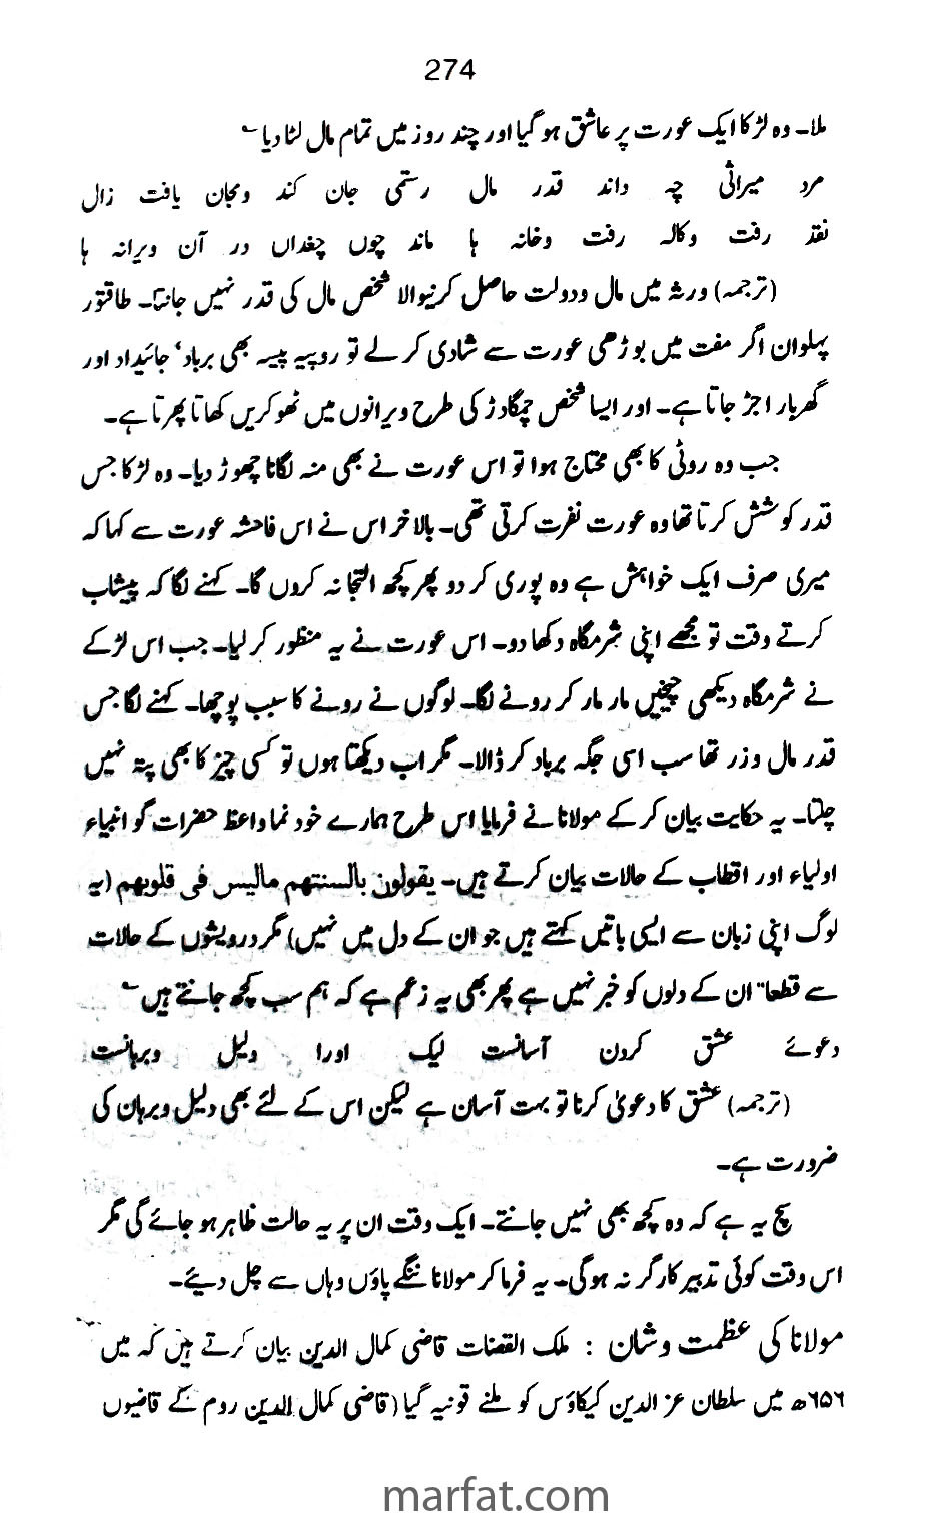 274
ملا۔ وہ لڑکا ایک عورت پر عاشق ہو گیا اور چند روز میں تمام مال لٹا دیا ؎
مرد میراثی چہ داند قدر مال رستمی جان کند ومجان یافت زال
نقد رفت وکالہ رفت وخانہ ہا ماند چوں چغداں در آن ویرانہ ہا
(ترجمہ) ورثہ میں مال ودولت حاصل کرنیوالا شخص مال کی قدر نہیں جانتا۔ طاقتور
پہلوان اگر مفت میں بوڑھی عورت سے شادی کر لے تو روپیہ پیسہ بھی برباد، جائیداد اور
گھر بار اجڑ جاتا ہے۔ اور ایسا شخص چمگادڑ کی طرح ویرانوں میں ٹھوکریں کھاتا پھرتا ہے۔
جب وہ روٹی کا بھی محتاج ہوا تو اس عورت نے بھی منہ لگانا چھوڑ دیا۔ وہ لڑکا جس
قدر کوشش کرتا تھا وہ عورت نفرت کرتی تھی۔ بالاخر اس نے اس فاحشہ عورت سے کہا کہ
میری صرف ایک خواہش ہے وہ پوری کر دو پھر کچھ التجا نہ کروں گا۔ کہنے لگا کہ پیشاب
کرتے وقت تو مجھے اپنی شرمگاہ دکھا دو۔ اس عورت نے یہ منظور کر لیا۔ جب اس لڑکے
نے شرمگاہ دیکھی چیخیں مار مار کر رونے لگا۔ لوگوں نے رونے کا سبب پوچھا۔ کہنے لگا جس
قدر مال وزر تھا سب اسی جگہ برباد کر ڈالا۔ مگر اب دیکھتا ہوں تو کسی چیز کا بھی پتہ نہیں
چلتا۔ یہ حکایت بیان کر کے مولانا نے فرمایا اس طرح ہمارے خود نما واعظ حضرات گو انبیاء
اولیاء اور اقطاب کے حالات بیان کرتے ہیں۔ یقولون بالسنتھم مالیس فی قلوبھم (یہ
لوگ اپنی زبان سے ایسی باتیں کہتے ہیں جو ان کے دل میں نہیں) مگر درویشوں کے حالات
سے قطعا" ان کے دلوں کو خبر نہیں ہے پھر بھی یہ زعم ہے کہ ہم سب کچھ جانتے ہیں ؎
دعوے عشق کردن آسانست لیک اورا دلیل وبرہانست
(ترجمہ) عشق کا دعویٰ کرنا تو بہت آسان ہے لیکن اس کے لئے بھی دلیل وبرہان کی
ضرورت ہے۔
سچ یہ ہے کہ وہ کچھ بھی نہیں جانتے۔ ایک وقت ان پر یہ حالت ظاہر ہو جائے گی مگر
اس وقت کوئی تدبیر کارگر نہ ہوگی۔ یہ فرما کر مولانا ننگے پاؤں وہاں سے چل دیئے۔
مولانا کی عظمت وشان : ملک القضات قاضی کمال الدین بیان کرتے ہیں کہ میں
۶۵۶ھ میں سلطان عز الدین کیکاؤس کو ملنے قونیہ گیا (قاضی کمال الدین روم کے قاضیوں
marfat.com